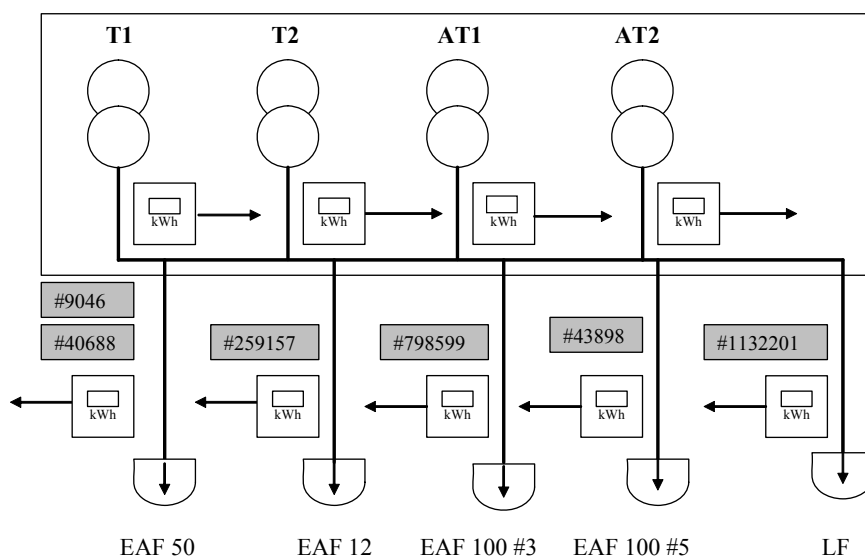 T1 T2 AT1 AT2
kWh kWh kWh kWh
#9046
#40688 #259157 #798599 #43898 #1132201
kWh kWh kWh kWh kWh
EAF 50 EAF 12 EAF 100 #3 EAF 100 #5 LF